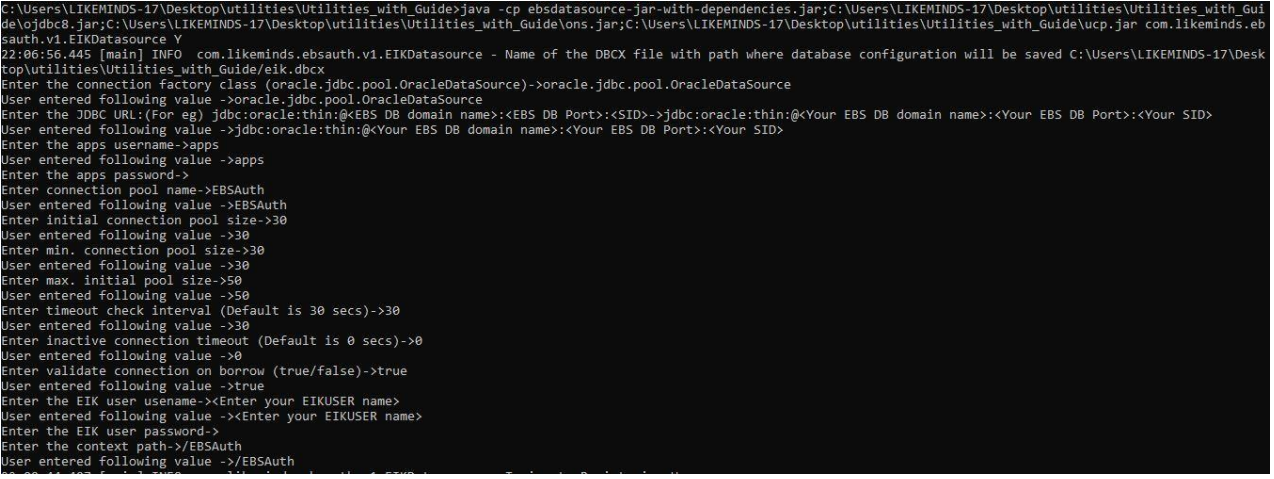 C:\Users\LIKEMINDS-17\Desktop\utilities\Utilities_with_Guide>java -cp ebsdatasource-jar-with-dependencies.jar;C:\Users\LIKEMINDS-17\Desktop\utilities\Utilities_with_Gui
de\ojdbc8.jar;C:\Users\LIKEMINDS-17\Desktop\utilities\Utilities_with_Guide\ons.jar;C:\Users\LIKEMINDS-17\Desktop\utilities\Utilities_with_Guide\ucp.jar com.likeminds.eb
sauth.v1.EIKDatasource Y
22:06:56.445 [main] INFO  com.likeminds.ebsauth.v1.EIKDatasource - Name of the DBCX file with path where database configuration will be saved C:\Users\LIKEMINDS-17\Desk
top\utilities\Utilities_with_Guide/eik.dbcx
Enter the connection factory class (oracle.jdbc.pool.OracleDataSource)->oracle.jdbc.pool.OracleDataSource
User entered following value ->oracle.jdbc.pool.OracleDataSource
Enter the JDBC URL:(For eg) jdbc:oracle:thin:@<EBS DB domain name>:<EBS DB Port>:<SID>->jdbc:oracle:thin:@<Your EBS DB domain name>:<Your EBS DB Port>:<Your SID>
User entered following value ->jdbc:oracle:thin:@<Your EBS DB domain name>:<Your EBS DB Port>:<Your SID>
Enter the apps username->apps
User entered following value ->apps
Enter the apps password->
Enter connection pool name->EBSAuth
User entered following value ->EBSAuth
Enter initial connection pool size->30
User entered following value ->30
Enter min. connection pool size->30
User entered following value ->30
Enter max. initial pool size->50
User entered following value ->50
Enter timeout check interval (Default is 30 secs)->30
User entered following value ->30
Enter inactive connection timeout (Default is 0 secs)->0
User entered following value ->0
Enter validate connection on borrow (true/false)->true
User entered following value ->true
Enter the EIK user usename-><Enter your EIKUSER name>
User entered following value -><Enter your EIKUSER name>
Enter the EIK user password->
Enter the context path->/EBSAuth
User entered following value ->/EBSAuth